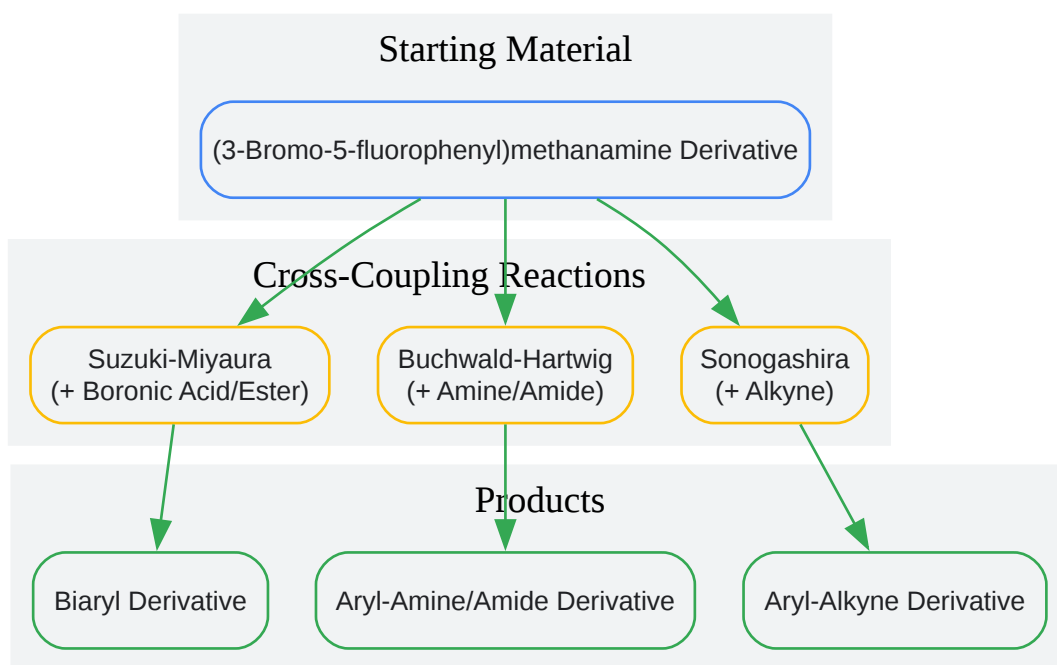 Starting Material
(3-Bromo-5-fluorophenyl)methanamine Derivative
Cross-Coupling Reactions
Suzuki-Miyaura
(+ Boronic Acid/Ester)
Buchwald-Hartwig
(+ Amine/Amide)
Sonogashira
(+ Alkyne)
Products
Biaryl Derivative
Aryl-Amine/Amide Derivative
Aryl-Alkyne Derivative